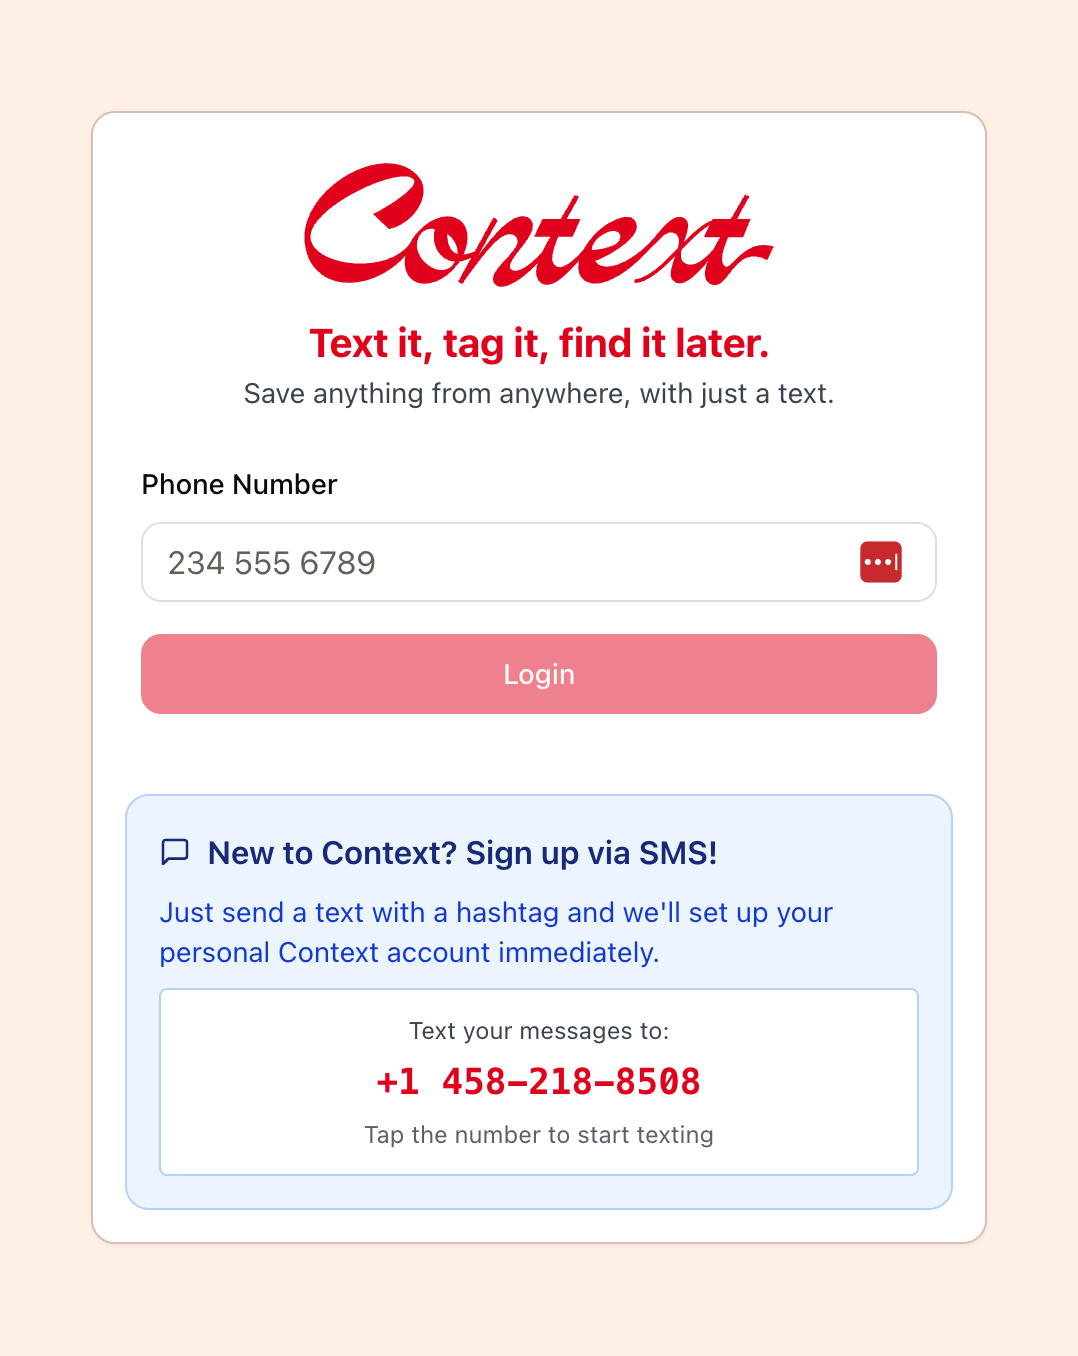 Context
Text it, tag it, find it later.
Save anything from anywhere, with just a text.
Phone Number
234 555 6789
Login
New to Context? Sign up via SMS!
Just send a text with a hashtag and we'll set up your
personal Context account immediately.
Text your messages to:
+1 458-218-8508
Tap the number to start texting